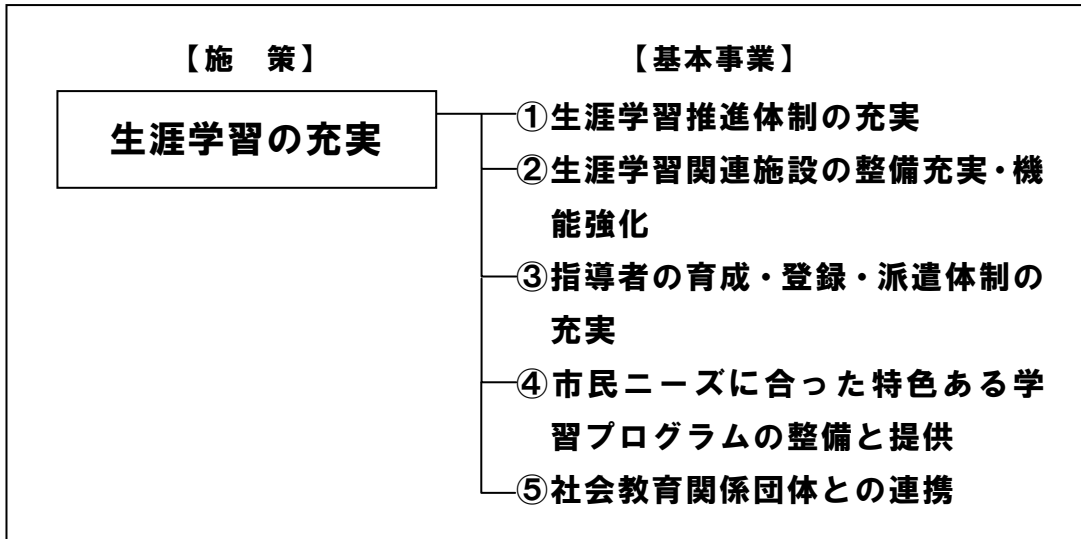 【施　策】
【基本事業】
生涯学習の充実
①生涯学習推進体制の充実
②生涯学習関連施設の整備充実・機
能強化
③指導者の育成・登録・派遣体制の
充実
④市民ニーズに合った特色ある学
習プログラムの整備と提供
⑤社会教育関係団体との連携